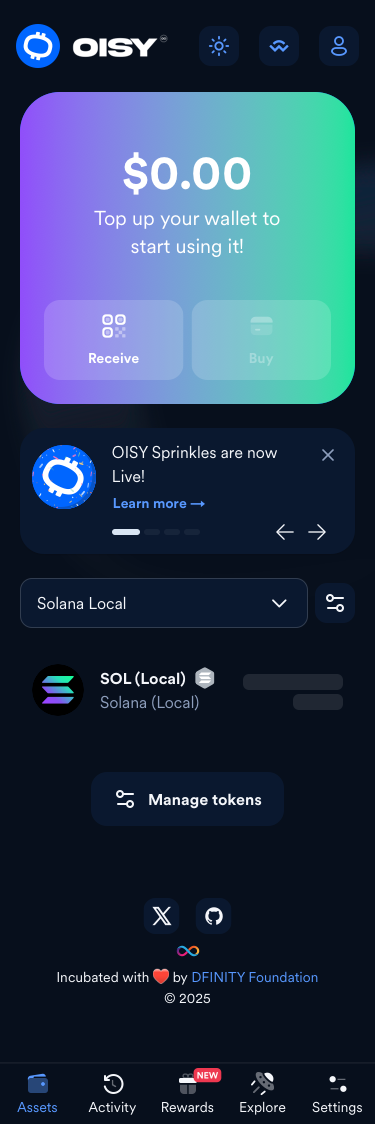 OISY
$0.00
Top up your wallet to
start using it!
Receive
Buy
OISY Sprinkles are now
Live!
Learn more →
Solana Local
SOL (Local)
Solana (Local)
Manage tokens
Incubated with ❤️ by DFINITY Foundation
© 2025
NEW
Assets
Activity
Rewards
Explore
Settings